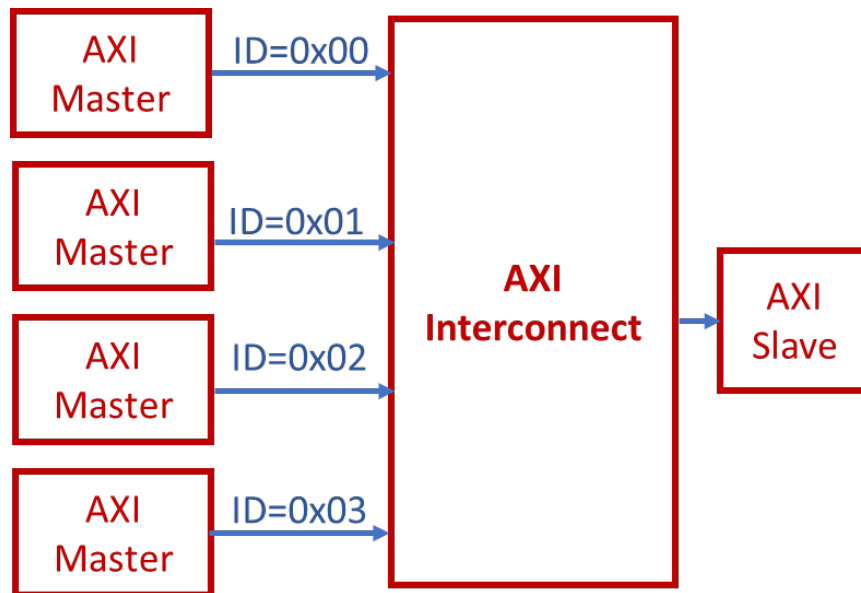 AXI
Master
ID=0x00
AXI
Master
ID=0x01
AXI
Master
ID=0x02
AXI
Master
ID=0x03
AXI
Interconnect
AXI
Slave